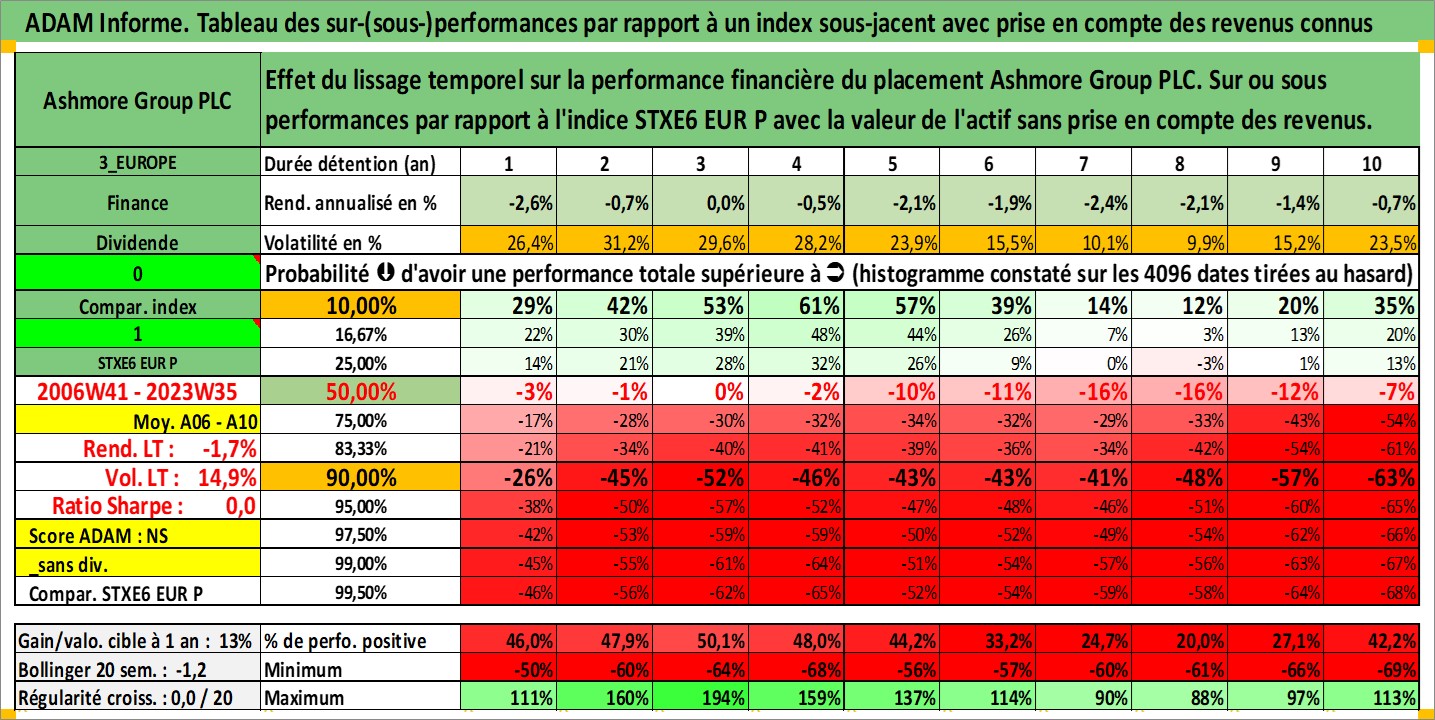 ADAM Informe. Tableau des sur-(sous-)performances par rapport à un index sous-jacent avec prise en compte des revenus connus
Ashmore Group PLC
Effet du lissage temporel sur la performance financière du placement Ashmore Group PLC. Sur ou sous
performances par rapport à l'indice STXE6 EUR P avec la valeur de l'actif sans prise en compte des revenus.
3_EUROPE Durée détention (an) 1 2 3 4 5 6 7 8 9 10
Finance Rend. annualisé en % -2,6% -0,7% 0,0% -0,5% -2,1% -1,9% -2,4% -2,1% -1,4% -0,7%
Dividende Volatilité en % 26,4% 31,2% 29,6% 28,2% 23,9% 15,5% 10,1% 9,9% 15,2% 23,5%
0 Probabilité ⬇ d'avoir une performance totale supérieure à ➲ (histogramme constaté sur les 4096 dates tirées au hasard)
Compar. index 10,00% 29% 42% 53% 61% 57% 39% 14% 12% 20% 35%
1 16,67% 22% 30% 39% 48% 44% 26% 7% 3% 13% 20%
STXE6 EUR P 25,00% 14% 21% 28% 32% 26% 9% 0% -3% 1% 13%
2006W41 - 2023W35 50,00% -3% -1% 0% -2% -10% -11% -16% -16% -12% -7%
Moy. A06 - A10 75,00% -17% -28% -30% -32% -34% -32% -29% -33% -43% -54%
Rend. LT : -1,7% 83,33% -21% -34% -40% -41% -39% -36% -34% -42% -54% -61%
Vol. LT : 14,9% 90,00% -26% -45% -52% -46% -43% -43% -41% -48% -57% -63%
Ratio Sharpe : 0,0 95,00% -38% -50% -57% -52% -47% -48% -46% -51% -60% -65%
Score ADAM : NS 97,50% -42% -53% -59% -59% -50% -52% -49% -54% -62% -66%
_sans div. 99,00% -45% -55% -61% -64% -51% -54% -57% -56% -63% -67%
Compar. STXE6 EUR P 99,50% -46% -56% -62% -65% -52% -54% -59% -58% -64% -68%
Gain/valo. cible à 1 an : 13% % de perfo. positive 46,0% 47,9% 50,1% 48,0% 44,2% 33,2% 24,7% 20,0% 27,1% 42,2%
Bollinger 20 sem. : -1,2 Minimum -50% -60% -64% -68% -56% -57% -60% -61% -66% -69%
Régularité croiss. : 0,0 / 20 Maximum 111% 160% 194% 159% 137% 114% 90% 88% 97% 113%